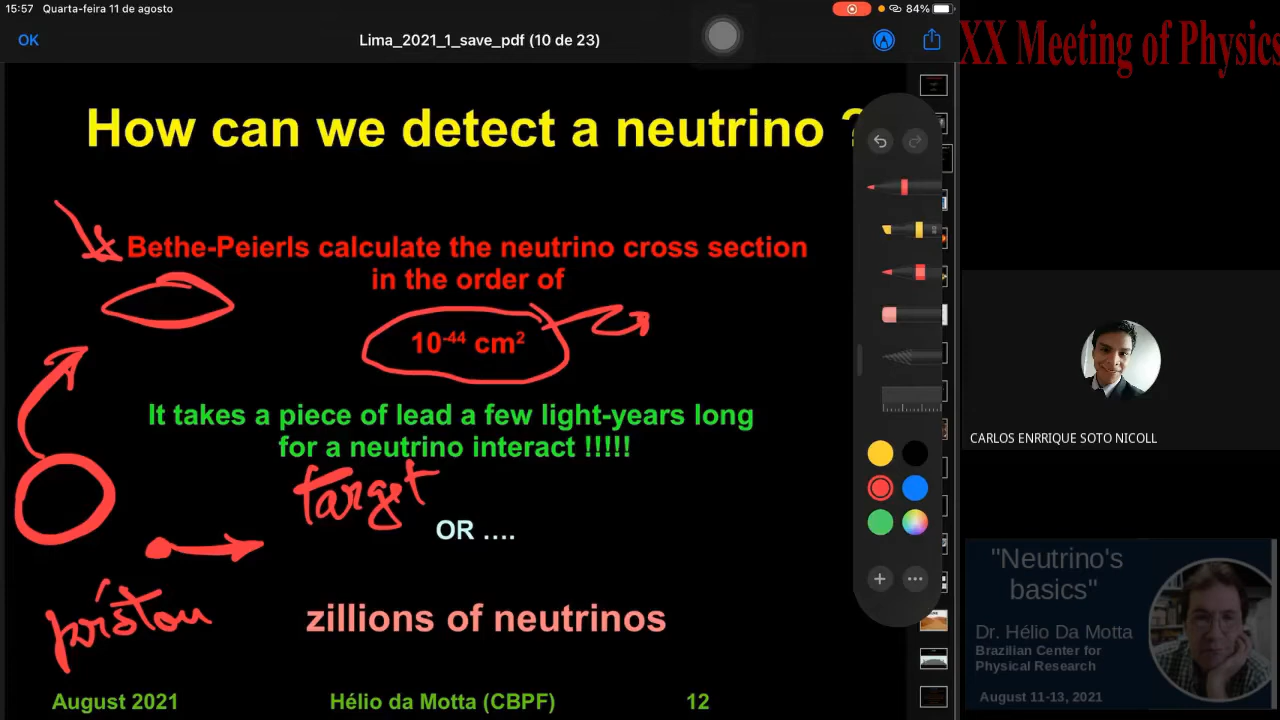 15:57 Quarta-feira 11 de agosto
84%
OK
Lima_2021_1_save_pdf (10 de 23)
XX Meeting of Physics
How can we detect a neutrino ?
Bethe-Peierls calculate the neutrino cross section
in the order of
10⁻⁴⁴ cm²
It takes a piece of lead a few light-years long
for a neutrino interact !!!!!
target
OR ....
zillions of neutrinos
August 2021
Hélio da Motta (CBPF)
12
CARLOS ENRRIQUE SOTO NICOLL
"Neutrino's
basics"
Dr. Hélio Da Motta
Brazilian Center for
Physical Research
August 11-13, 2021